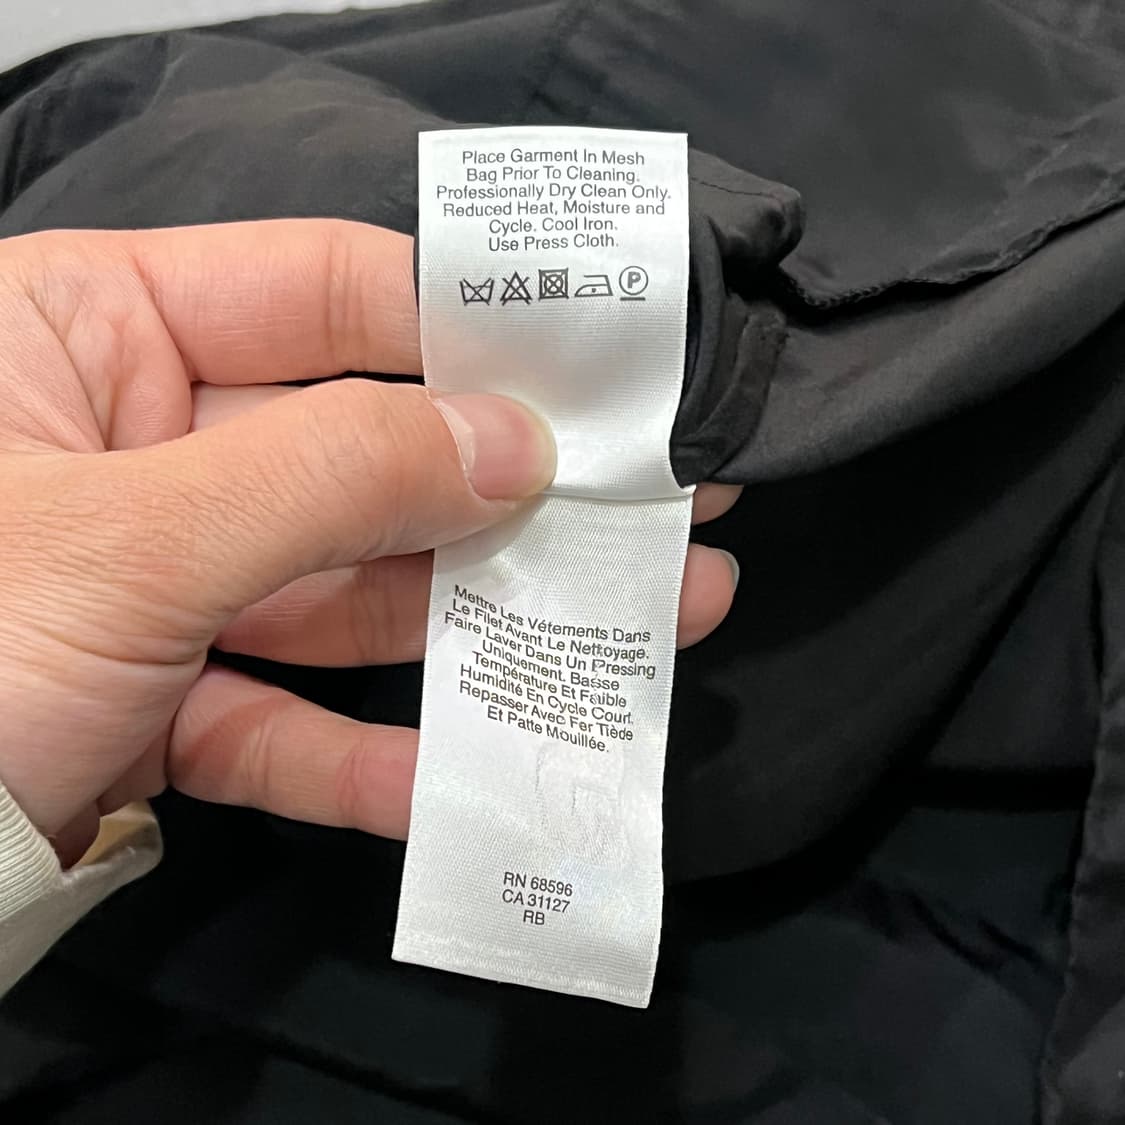 Place Garment In Mesh
Bag Prior To Cleaning.
Professionally Dry Clean Only.
Reduced Heat, Moisture and
Cycle. Cool Iron.
Use Press Cloth.
P
Mettre Les Vétements Dans
Le Filet Avant Le Nettoyage.
Faire Laver Dans Un Pressing
Uniquement. Basse
Température Et Faible
Humidité En Cycle Court.
Repasser Avec Fer Tiède
Et Patte Mouillée.
RN 68596
CA 31127
RB